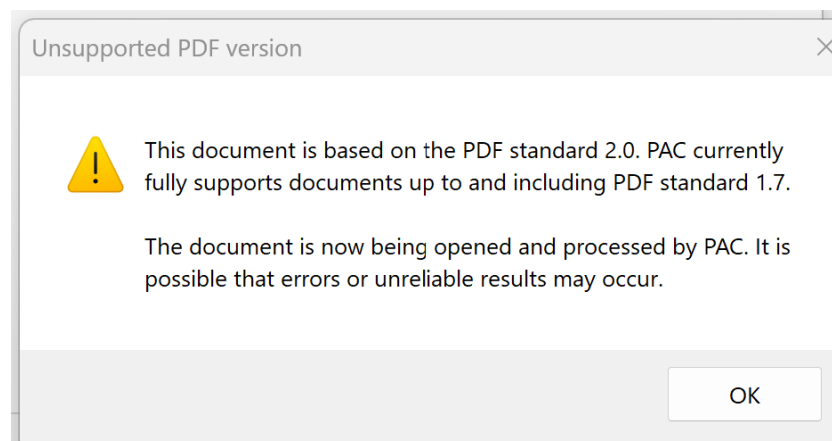 Unsupported PDF version
This document is based on the PDF standard 2.0. PAC currently
fully supports documents up to and including PDF standard 1.7.
The document is now being opened and processed by PAC. It is
possible that errors or unreliable results may occur.
OK